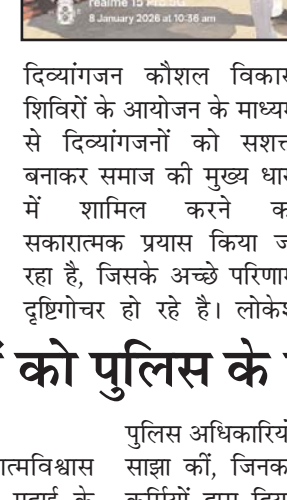 realme 15 Pro 5G
8 January 2026 at 10:36 am
दिव्यांगजन कौशल विकास
शिविरों के आयोजन के माध्यम
से दिव्यांगजनों को सशक्त
बनाकर समाज की मुख्य धारा
में शामिल करने का
सकारात्मक प्रयास किया जा
रहा है, जिसके अच्छे परिणाम
दृष्टिगोचर हो रहे है। लोकेश
को पुलिस के
पुलिस अधिकारियों
त्मविश्वास
साझा कीं, जिनका
के